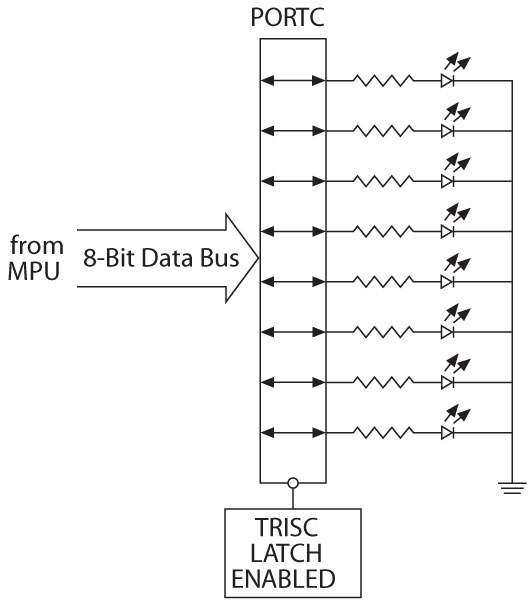 PORTC
from
MPU
8-Bit Data Bus
TRISC
LATCH
ENABLED